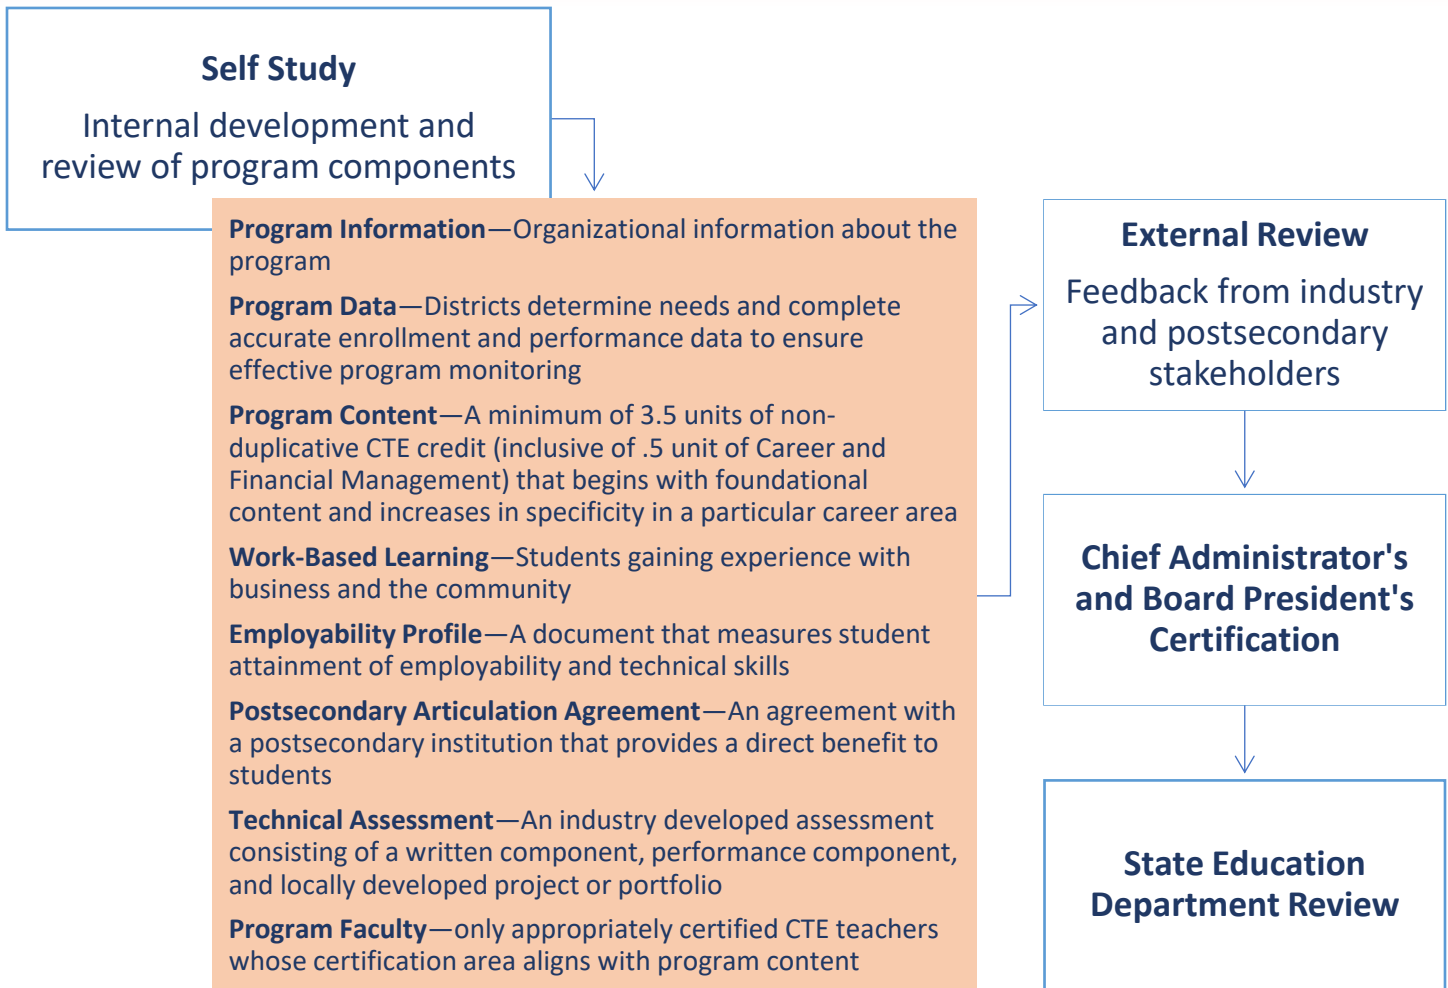 Self Study
Internal development and
review of program components
Program Information—Organizational information about the
program
Program Data—Districts determine needs and complete
accurate enrollment and performance data to ensure
effective program monitoring
Program Content—A minimum of 3.5 units of non-
duplicative CTE credit (inclusive of .5 unit of Career and
Financial Management) that begins with foundational
content and increases in specificity in a particular career area
Work-Based Learning—Students gaining experience with
business and the community
Employability Profile—A document that measures student
attainment of employability and technical skills
Postsecondary Articulation Agreement—An agreement with
a postsecondary institution that provides a direct benefit to
students
Technical Assessment—An industry developed assessment
consisting of a written component, performance component,
and locally developed project or portfolio
Program Faculty—only appropriately certified CTE teachers
whose certification area aligns with program content
External Review
Feedback from industry
and postsecondary
stakeholders
Chief Administrator's
and Board President's
Certification
State Education
Department Review